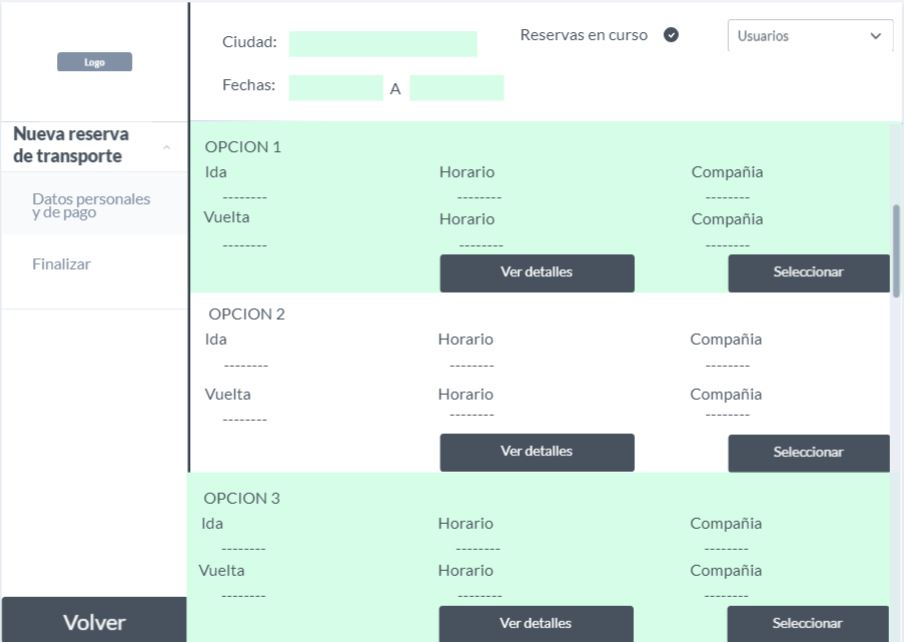 Logo
Ciudad:
Reservas en curso
Usuarios
Fechas:
A
Nueva reserva
de transporte
Datos personales
y de pago
Finalizar
Volver
OPCION 1
Ida Horario Compañia
-------- -------- --------
Vuelta Horario Compañia
-------- -------- --------
Ver detalles Seleccionar
OPCION 2
Ida Horario Compañia
-------- -------- --------
Vuelta Horario Compañia
-------- -------- --------
Ver detalles Seleccionar
OPCION 3
Ida Horario Compañia
-------- -------- --------
Vuelta Horario Compañia
-------- -------- --------
Ver detalles Seleccionar